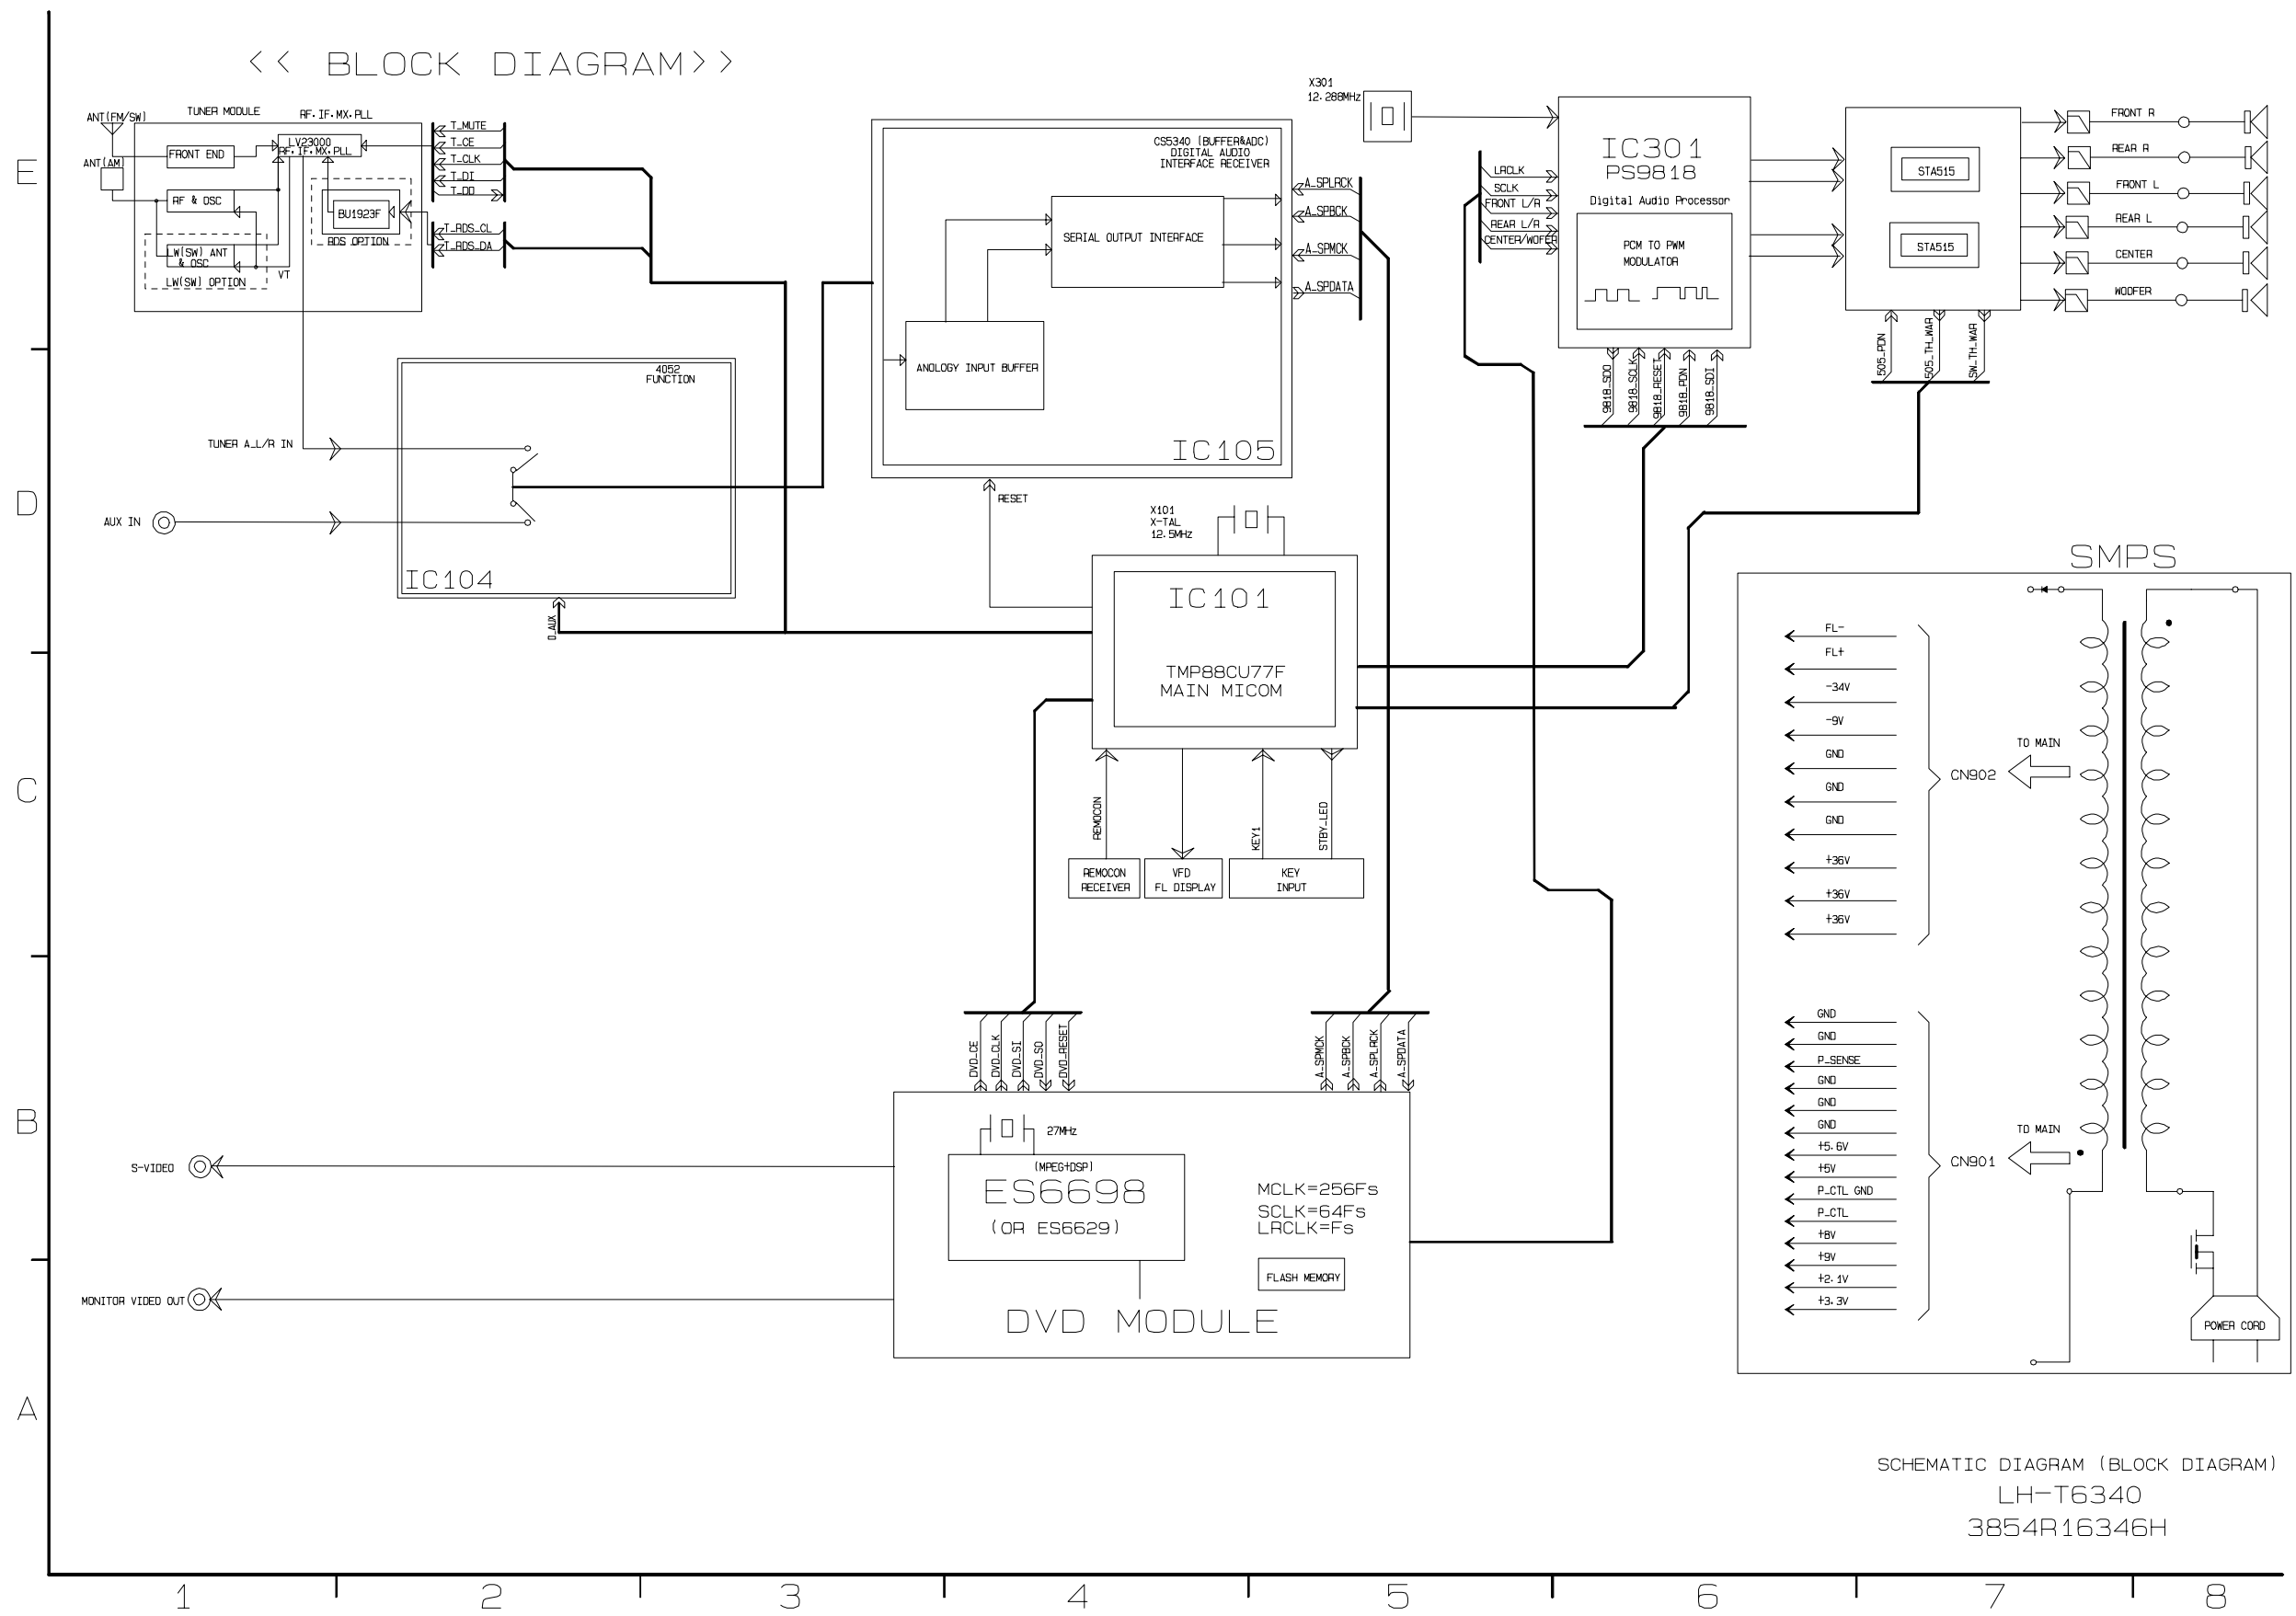 << BLOCK DIAGRAM>>
E
D
C
B
A
ANT(FM/SW)
TUNER MODULE
RF.IF.MX.PLL
ANT(AM)
FRONT END
LV23000
RF.IF.MX.PLL
RF & OSC
BU1923F
RDS OPTION
LW(SW) ANT
& OSC
LW(SW) OPTION
VT
T_MUTE
T_CE
T_CLK
T_DI
T_DO
T_RDS_CL
T_RDS_DA
TUNER A_L/R IN
AUX IN
4052
FUNCTION
IC104
D_AUX
CS5340 (BUFFER&ADC)
DIGITAL AUDIO
INTERFACE RECEIVER
SERIAL OUTPUT INTERFACE
ANOLOGY INPUT BUFFER
IC105
RESET
A_SPLRCK
A_SPBCK
A_SPMCK
A_SPDATA
X301
12.288MHz
LRCLK
SCLK
FRONT L/R
REAR L/R
CENTER/WOFER
IC301
PS9818
Digital Audio Processor
PCM TO PWM
MODULATOR
9818_SDO
9818_SCLK
9818_RESET
9818_PDN
9818_SDI
STA515
STA515
505_PDN
505_TH_WAR
SW_TH_WAR
FRONT R
REAR R
FRONT L
REAR L
CENTER
WOOFER
X101
X-TAL
12.5MHz
IC101
TMP88CU77F
MAIN MICOM
REMOCON
KEY1
STBY_LED
REMOCON
RECEIVER
VFD
FL DISPLAY
KEY
INPUT
DVD_CE
DVD_CLK
DVD_SI
DVD_SO
DVD_RESET
A_SPMCK
A_SPBCK
A_SPLRCK
A_SPDATA
27MHz
(MPEG+DSP)
ES6698
(OR ES6629)
MCLK=256Fs
SCLK=64Fs
LRCLK=Fs
FLASH MEMORY
DVD MODULE
S-VIDEO
MONITOR VIDEO OUT
SMPS
FL-
FL+
-34V
-9V
GND
GND
GND
+36V
+36V
+36V
CN902
TO MAIN
GND
GND
P_SENSE
GND
GND
GND
+5.6V
+5V
P_CTL GND
P_CTL
+8V
+9V
+2.1V
+3.3V
CN901
TO MAIN
POWER CORD
SCHEMATIC DIAGRAM (BLOCK DIAGRAM)
LH-T6340
3854R16346H
1 2 3 4 5 6 7 8